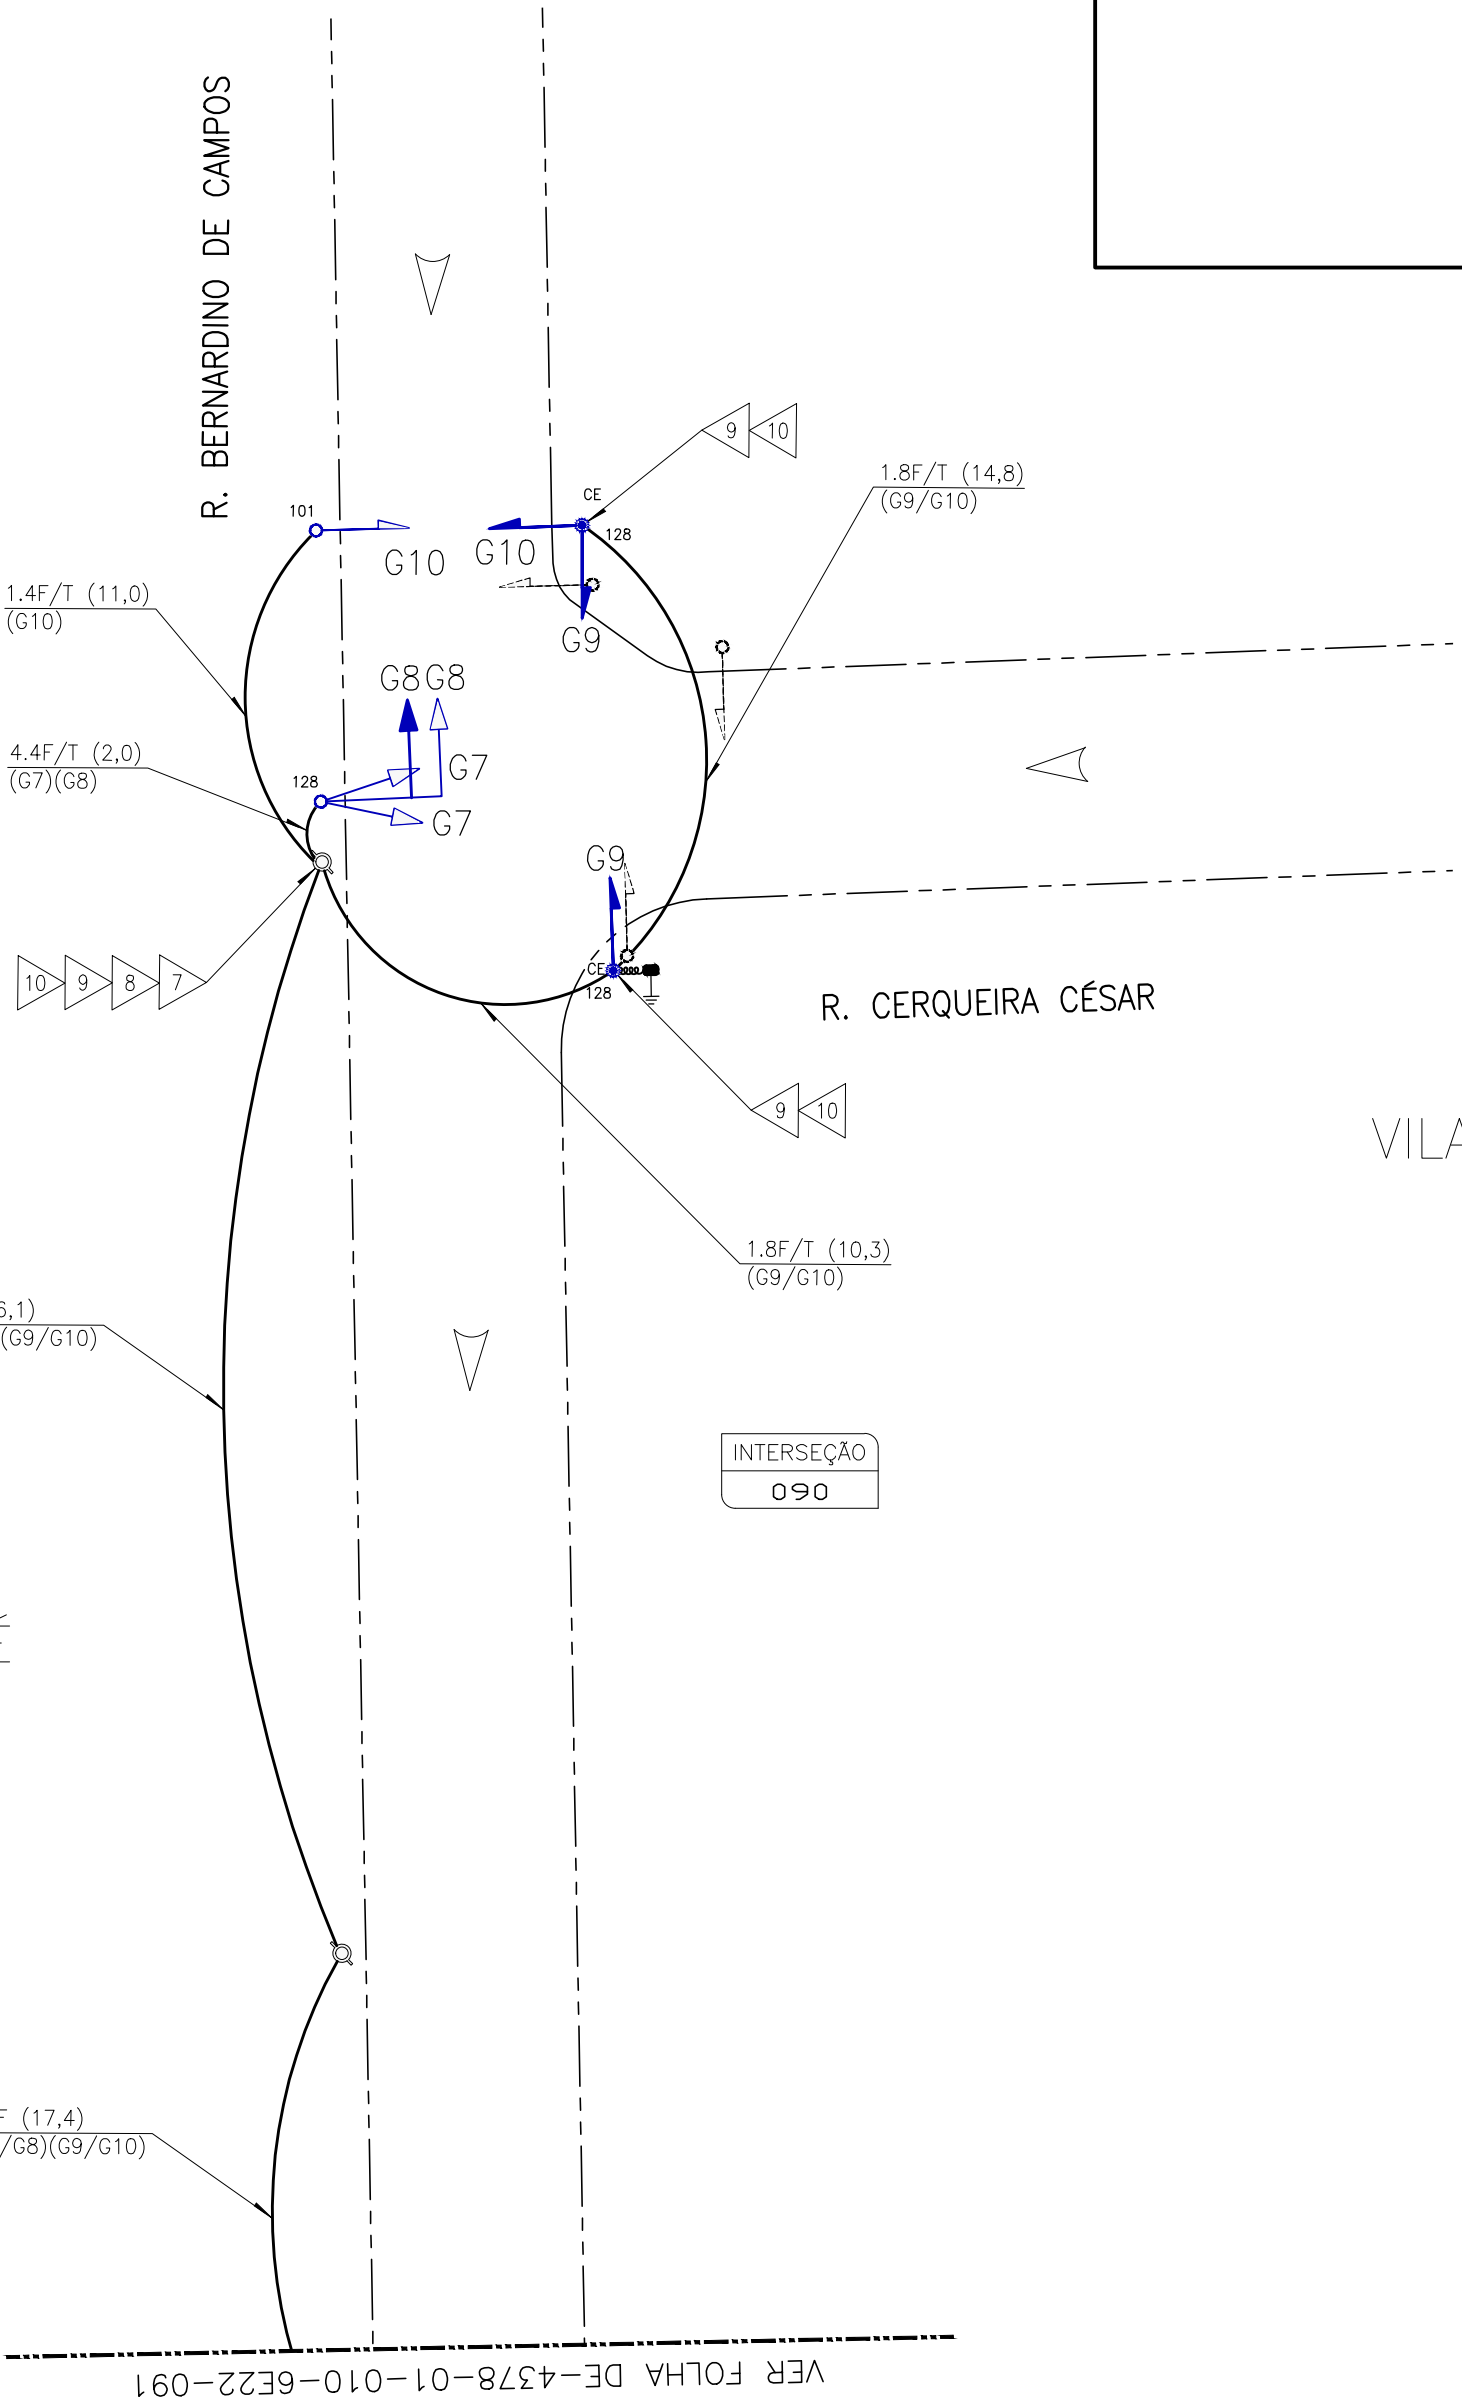 R. BERNARDINO DE CAMPOS
9 10
1.8F/T (14,8)
(G9/G10)
CE
128
101
G10
G10
G9
1.4F/T (11,0)
(G10)
G8 G8
4.4F/T (2,0)
(G7)(G8)
128
G7
G7
G9
10 9 8 7
CE
128
R. CERQUEIRA CÉSAR
9 10
VILA
1.8F/T (10,3)
(G9/G10)
6,1)
(G9/G10)
INTERSEÇÃO
090
F (17,4)
/G8)(G9/G10)
VER FOLHA DE-4378-01-010-6E22-091